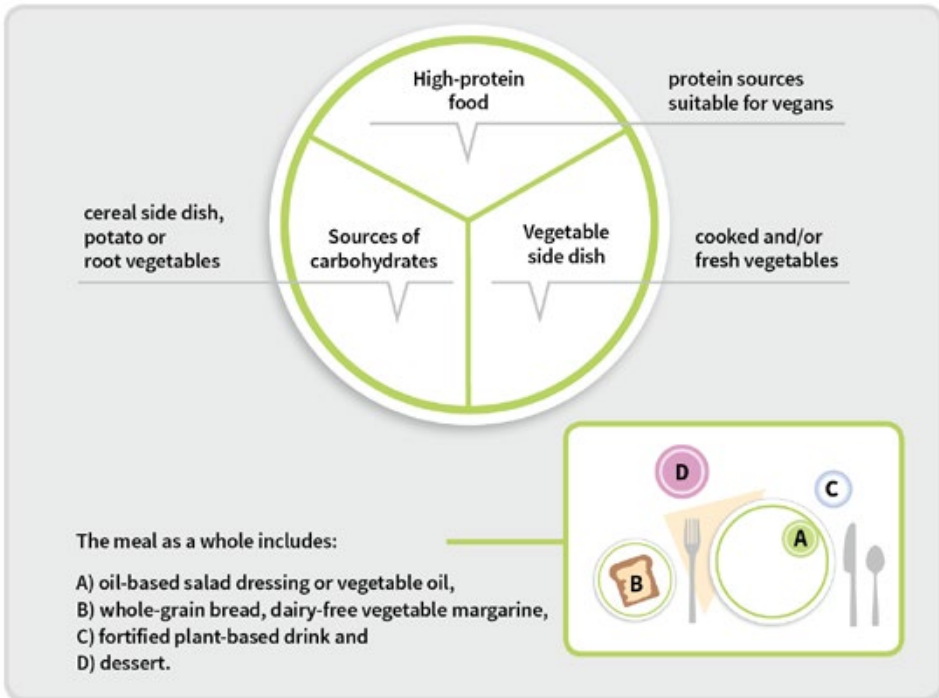 High-protein
food
protein sources
suitable for vegans
cereal side dish,
potato or
root vegetables
Sources of
carbohydrates
Vegetable
side dish
cooked and/or
fresh vegetables
The meal as a whole includes:
A) oil-based salad dressing or vegetable oil,
B) whole-grain bread, dairy-free vegetable margarine,
C) fortified plant-based drink and
D) dessert.
D
C
A
B